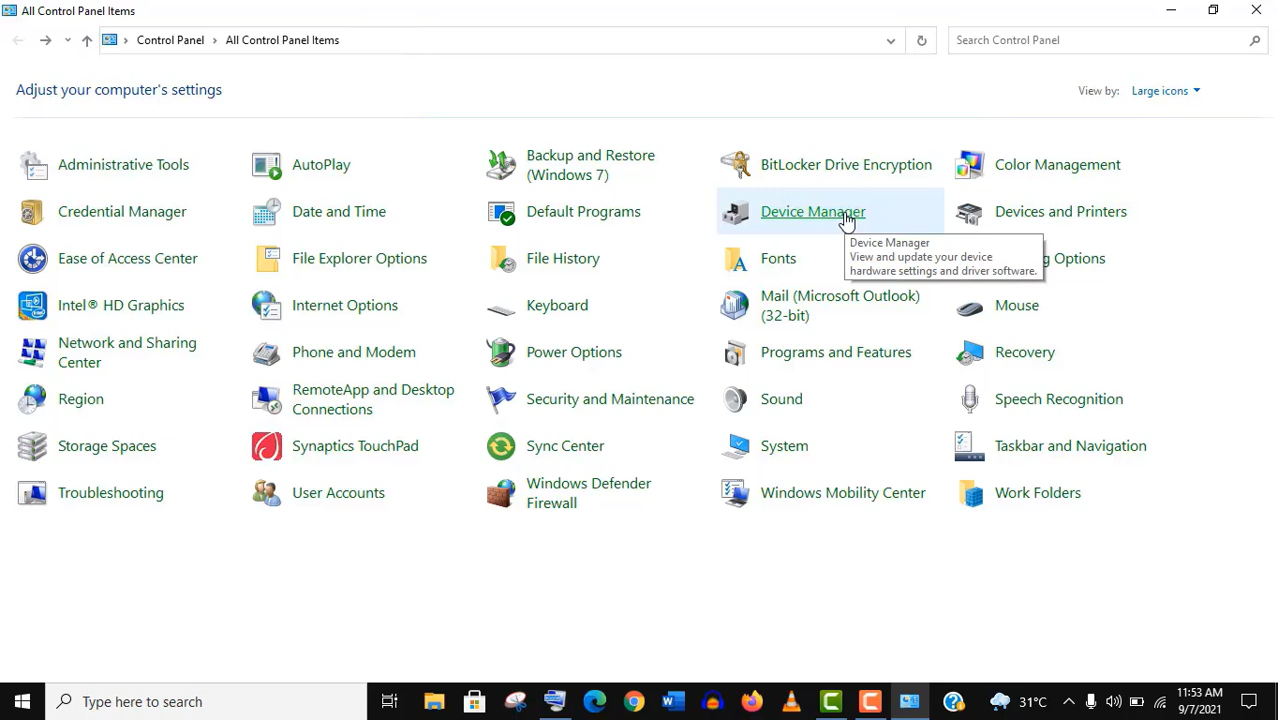 All Control Panel Items
Control Panel
All Control Panel Items
Search Control Panel
Adjust your computer's settings
View by: Large icons
Administrative Tools
AutoPlay
Backup and Restore
(Windows 7)
BitLocker Drive Encryption
Color Management
Credential Manager
Date and Time
Default Programs
Device Manager
Devices and Printers
Device Manager
View and update your device
hardware settings and driver software.
Ease of Access Center
File Explorer Options
File History
Fonts
Options
Intel® HD Graphics
Internet Options
Keyboard
Mail (Microsoft Outlook)
(32-bit)
Mouse
Network and Sharing
Center
Phone and Modem
Power Options
Programs and Features
Recovery
Region
RemoteApp and Desktop
Connections
Security and Maintenance
Sound
Speech Recognition
Storage Spaces
Synaptics TouchPad
Sync Center
System
Taskbar and Navigation
Troubleshooting
User Accounts
Windows Defender
Firewall
Windows Mobility Center
Work Folders
Type here to search
31°C
11:53 AM
9/7/2021